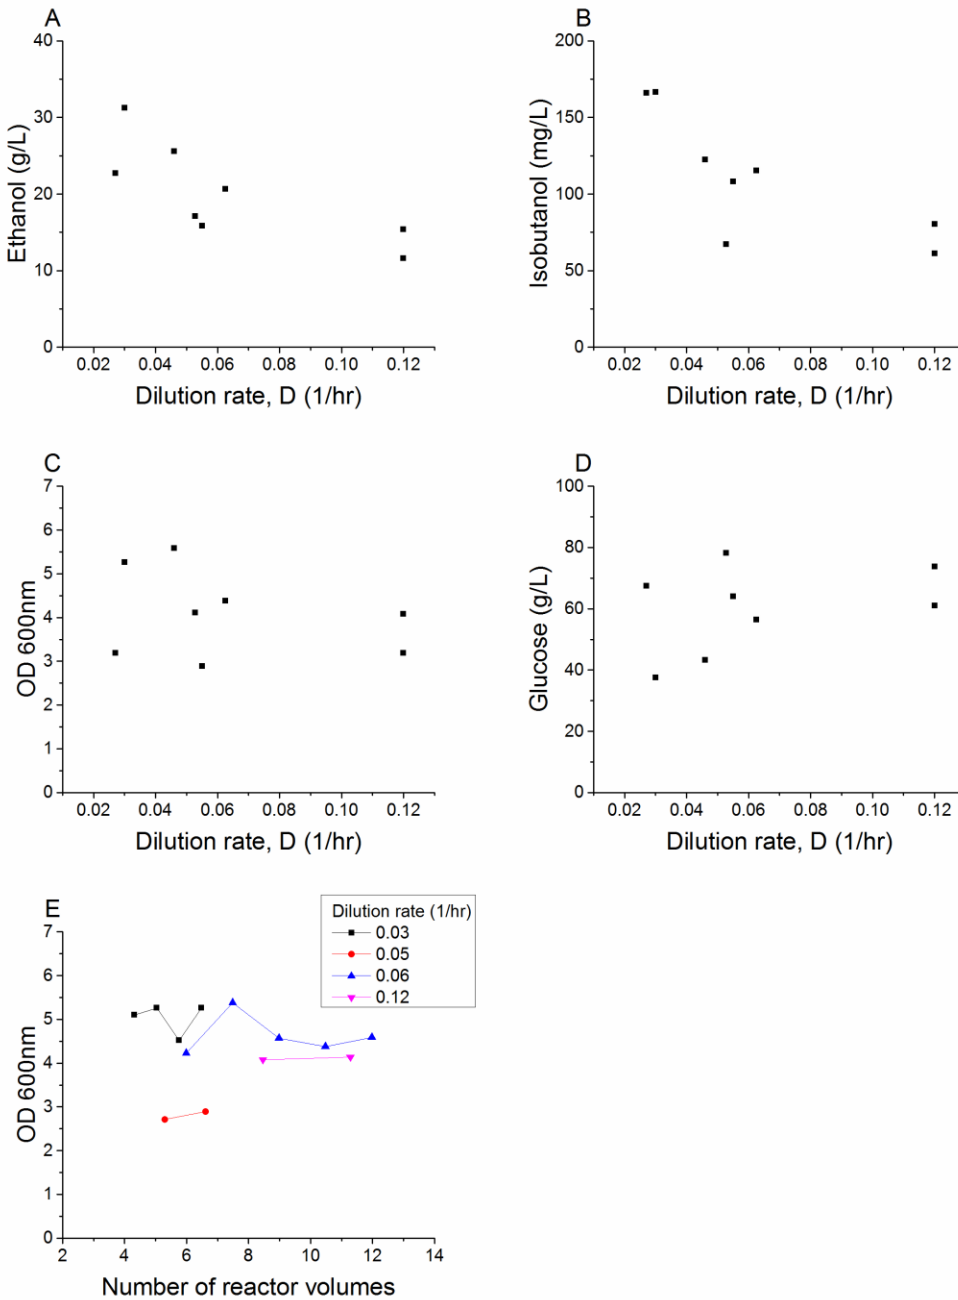 A
40
30
20
10
0
Ethanol (g/L)
0.02 0.04 0.06 0.08 0.10 0.12
Dilution rate, D (1/hr)
B
200
150
100
50
0
Isobutanol (mg/L)
0.02 0.04 0.06 0.08 0.10 0.12
Dilution rate, D (1/hr)
C
7
6
5
4
3
2
1
0
OD 600nm
0.02 0.04 0.06 0.08 0.10 0.12
Dilution rate, D (1/hr)
D
100
80
60
40
20
0
Glucose (g/L)
0.02 0.04 0.06 0.08 0.10 0.12
Dilution rate, D (1/hr)
E
Dilution rate (1/hr)
0.03
0.05
0.06
0.12
7
6
5
4
3
2
1
0
OD 600nm
2 4 6 8 10 12 14
Number of reactor volumes